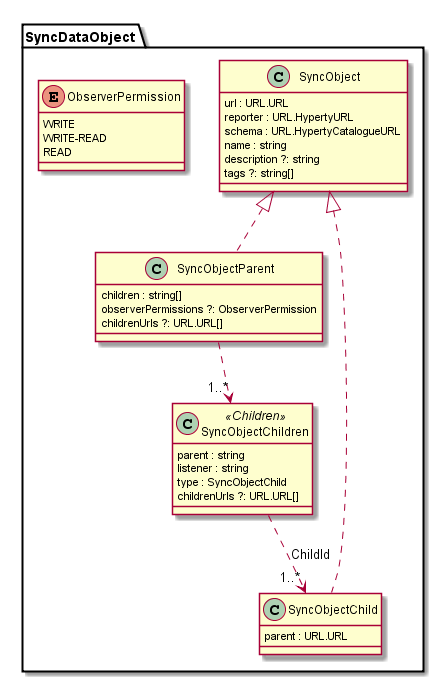 SyncDataObject
E ObserverPermission
WRITE
WRITE-READ
READ
C SyncObject
url : URL.URL
reporter : URL.HypertyURL
schema : URL.HypertyCatalogueURL
name : string
description ?: string
tags ?: string[]
C SyncObjectParent
children : string[]
observerPermissions ?: ObserverPermission
childrenUrls ?: URL.URL[]
1..*
C «Children»
SyncObjectChildren
parent : string
listener : string
type : SyncObjectChild
childrenUrls ?: URL.URL[]
ChildId
1..*
C SyncObjectChild
parent : URL.URL